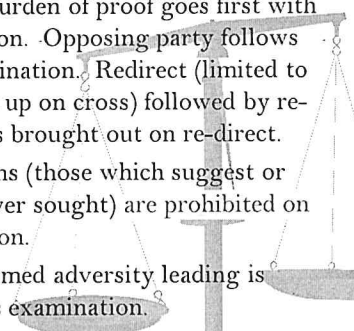 urden of proof goes first with
on. Opposing party follows
ination. Redirect (limited to
up on cross) followed by re-
s brought out on re-direct.
ns (those which suggest or
ver sought) are prohibited on
on.
med adversity leading is
s examination.